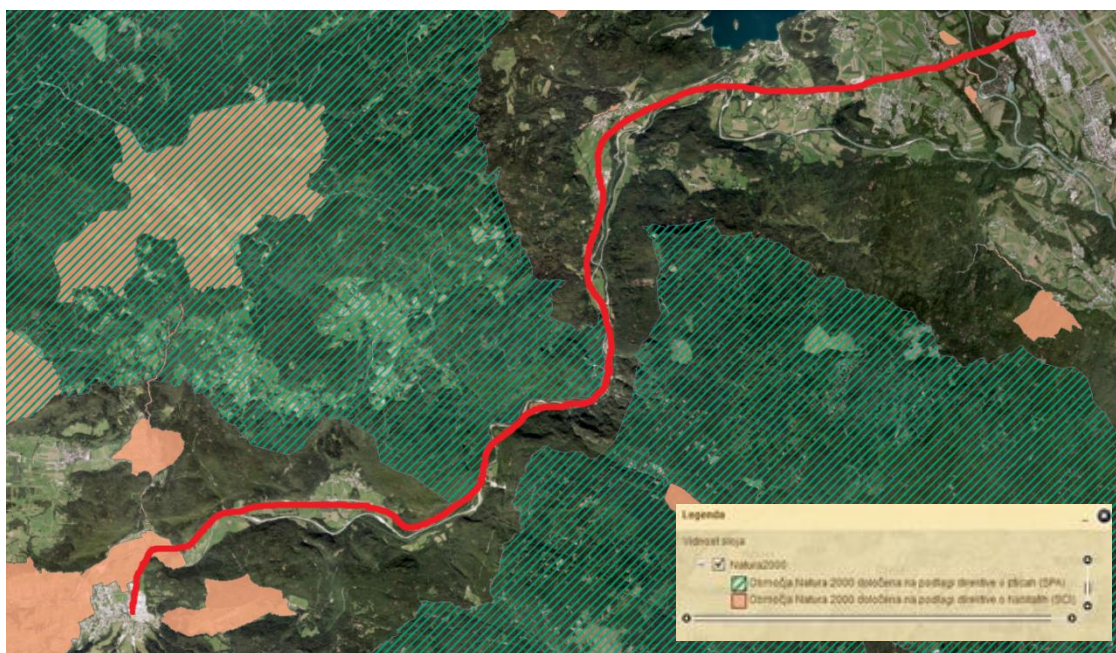 Legenda
Vidnost sloja
Natura2000
Območja Natura 2000 določena na podlagi direktive o pticah (SPA)
Območja Natura 2000 določena na podlagi direktive o habitatih (SCI)